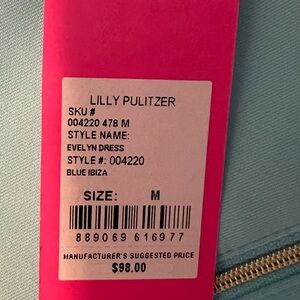 LILLY PULITZER
SKU #
004220 478 M
STYLE NAME:
EVELYN DRESS
STYLE #: 004220
BLUE IBIZA
SIZE: M
889069 616977
MANUFACTURER'S SUGGESTED PRICE
$98.00